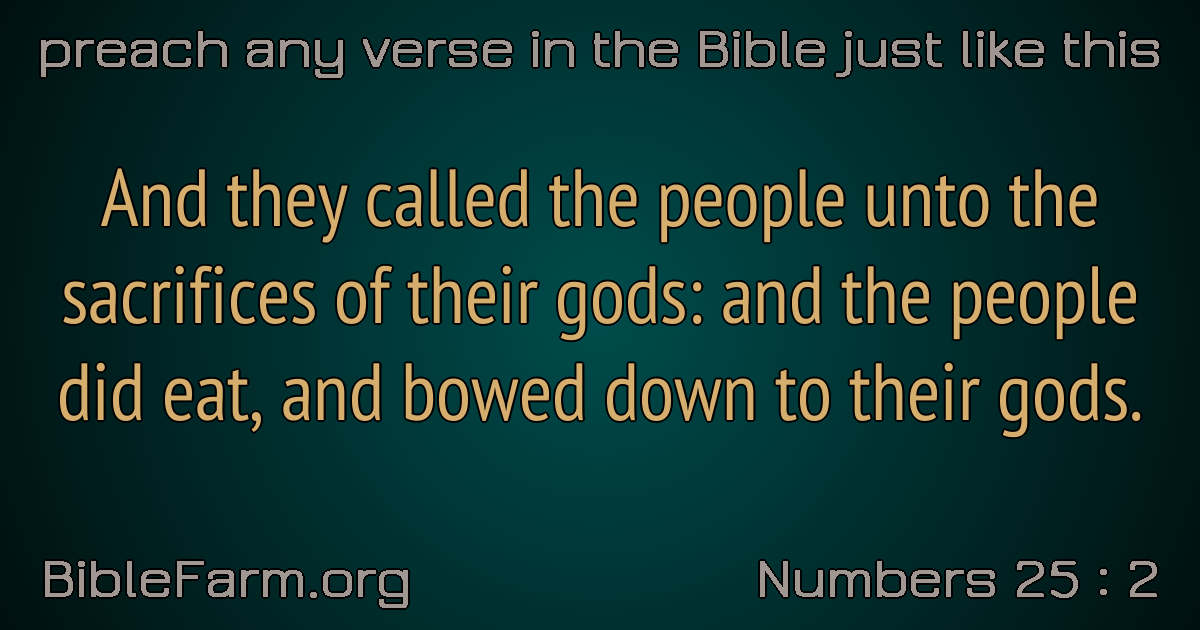 preach any verse in the Bible just like this
And they called the people unto the
sacrifices of their gods: and the people
did eat, and bowed down to their gods.
BibleFarm.org
Numbers 25 : 2